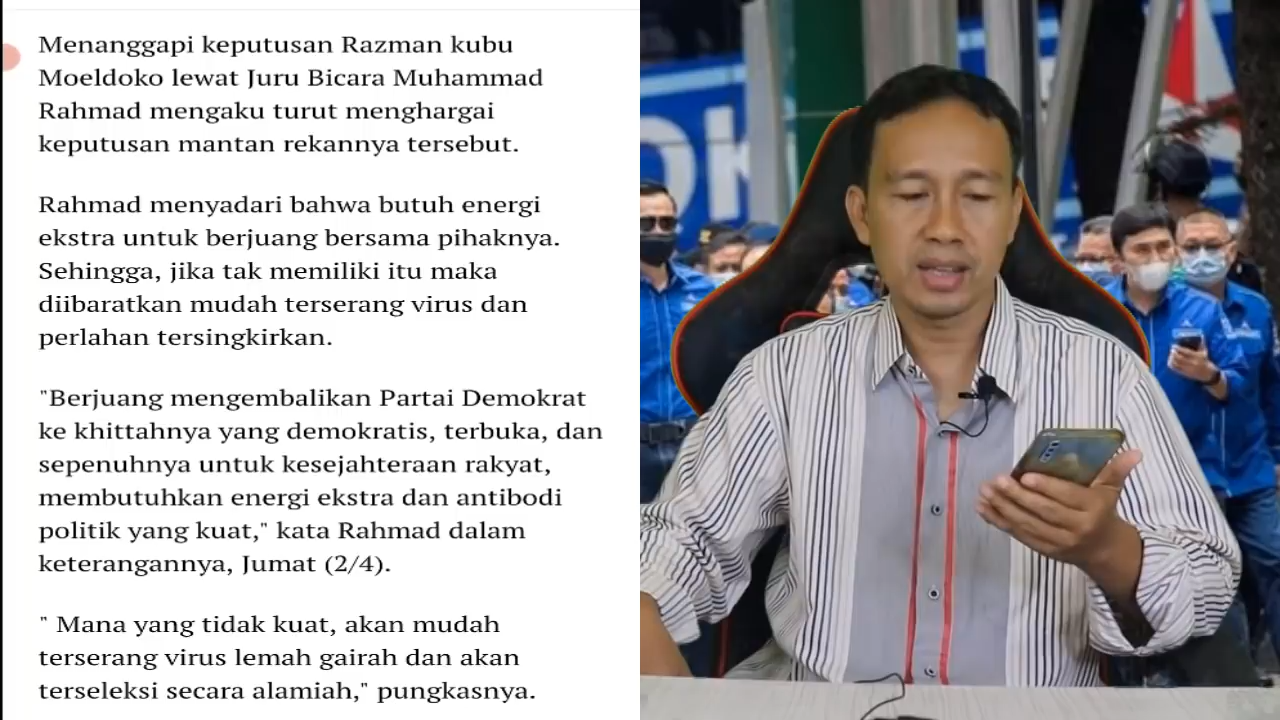 Menanggapi keputusan Razman kubu
Moeldoko lewat Juru Bicara Muhammad
Rahmad mengaku turut menghargai
keputusan mantan rekannya tersebut.
Rahmad menyadari bahwa butuh energi
ekstra untuk berjuang bersama pihaknya.
Sehingga, jika tak memiliki itu maka
diibaratkan mudah terserang virus dan
perlahan tersingkirkan.
"Berjuang mengembalikan Partai Demokrat
ke khittahnya yang demokratis, terbuka, dan
sepenuhnya untuk kesejahteraan rakyat,
membutuhkan energi ekstra dan antibodi
politik yang kuat," kata Rahmad dalam
keterangannya, Jumat (2/4).
" Mana yang tidak kuat, akan mudah
terserang virus lemah gairah dan akan
terseleksi secara alamiah," pungkasnya.